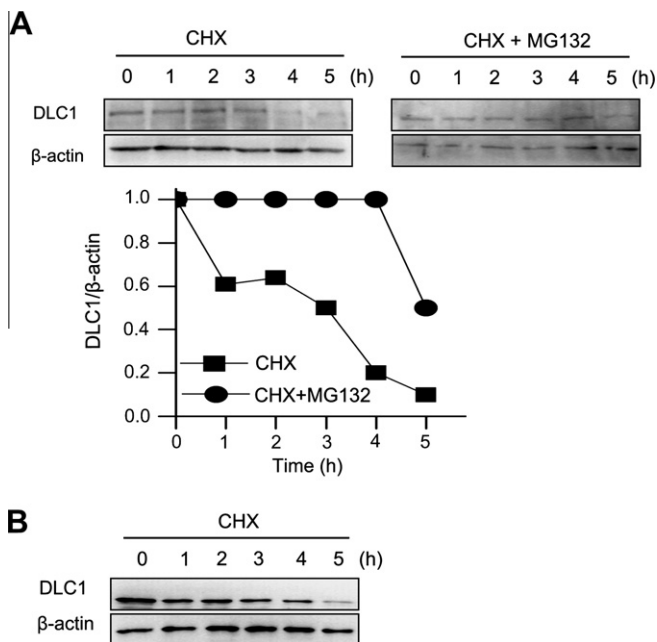 A
CHX
0 1 2 3 4 5 (h)
DLC1
β-actin
CHX + MG132
0 1 2 3 4 5 (h)
DLC1/β-actin
1.0
0.8
0.6
0.4
0.2
0.0
CHX
CHX+MG132
0 1 2 3 4 5
Time (h)
B
CHX
0 1 2 3 4 5 (h)
DLC1
β-actin